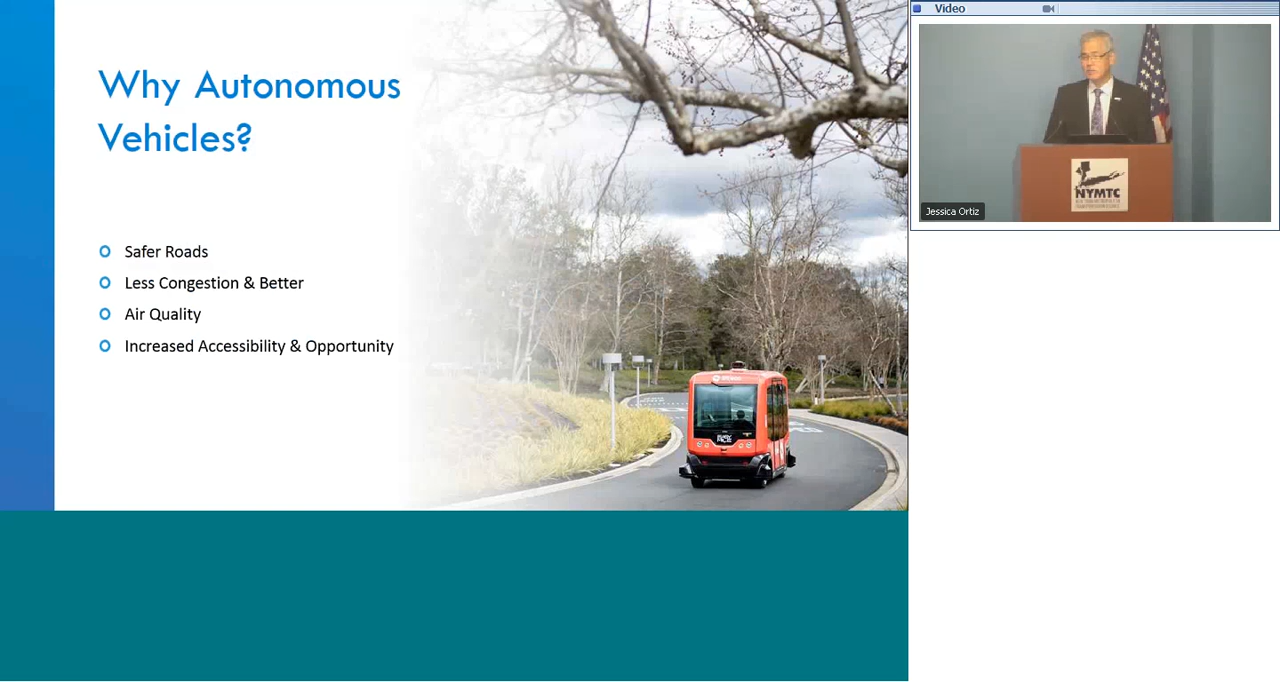 Why Autonomous
Vehicles?
Safer Roads
Less Congestion & Better
Air Quality
Increased Accessibility & Opportunity
Video
NYMTC
Jessica Ortiz